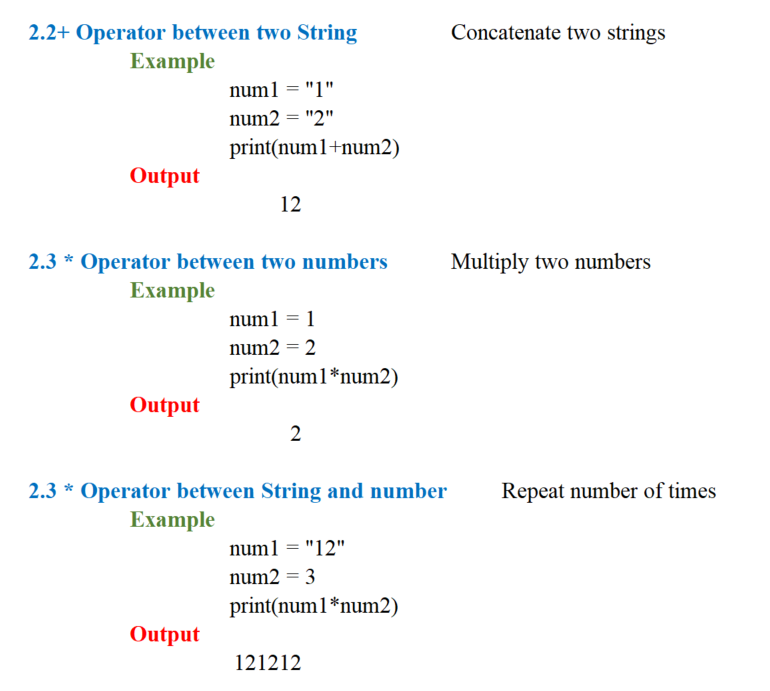 2.2+ Operator between two String Concatenate two strings
Example
num1 = "1"
num2 = "2"
print(num1+num2)
Output
12
2.3 * Operator between two numbers Multiply two numbers
Example
num1 = 1
num2 = 2
print(num1*num2)
Output
2
2.3 * Operator between String and number Repeat number of times
Example
num1 = "12"
num2 = 3
print(num1*num2)
Output
121212